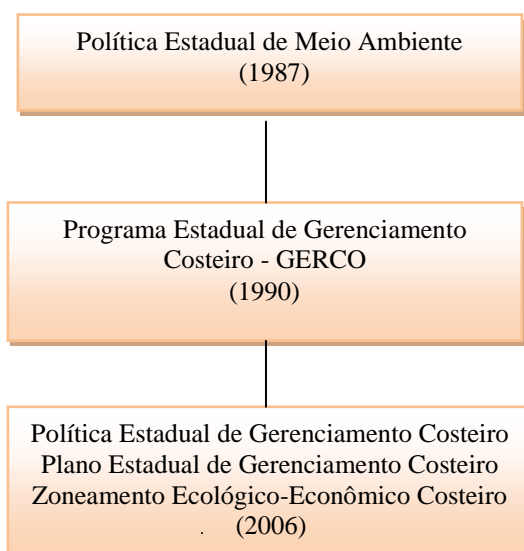 Política Estadual de Meio Ambiente
(1987)
Programa Estadual de Gerenciamento
Costeiro - GERCO
(1990)
Política Estadual de Gerenciamento Costeiro
Plano Estadual de Gerenciamento Costeiro
Zoneamento Ecológico-Econômico Costeiro
. (2006)